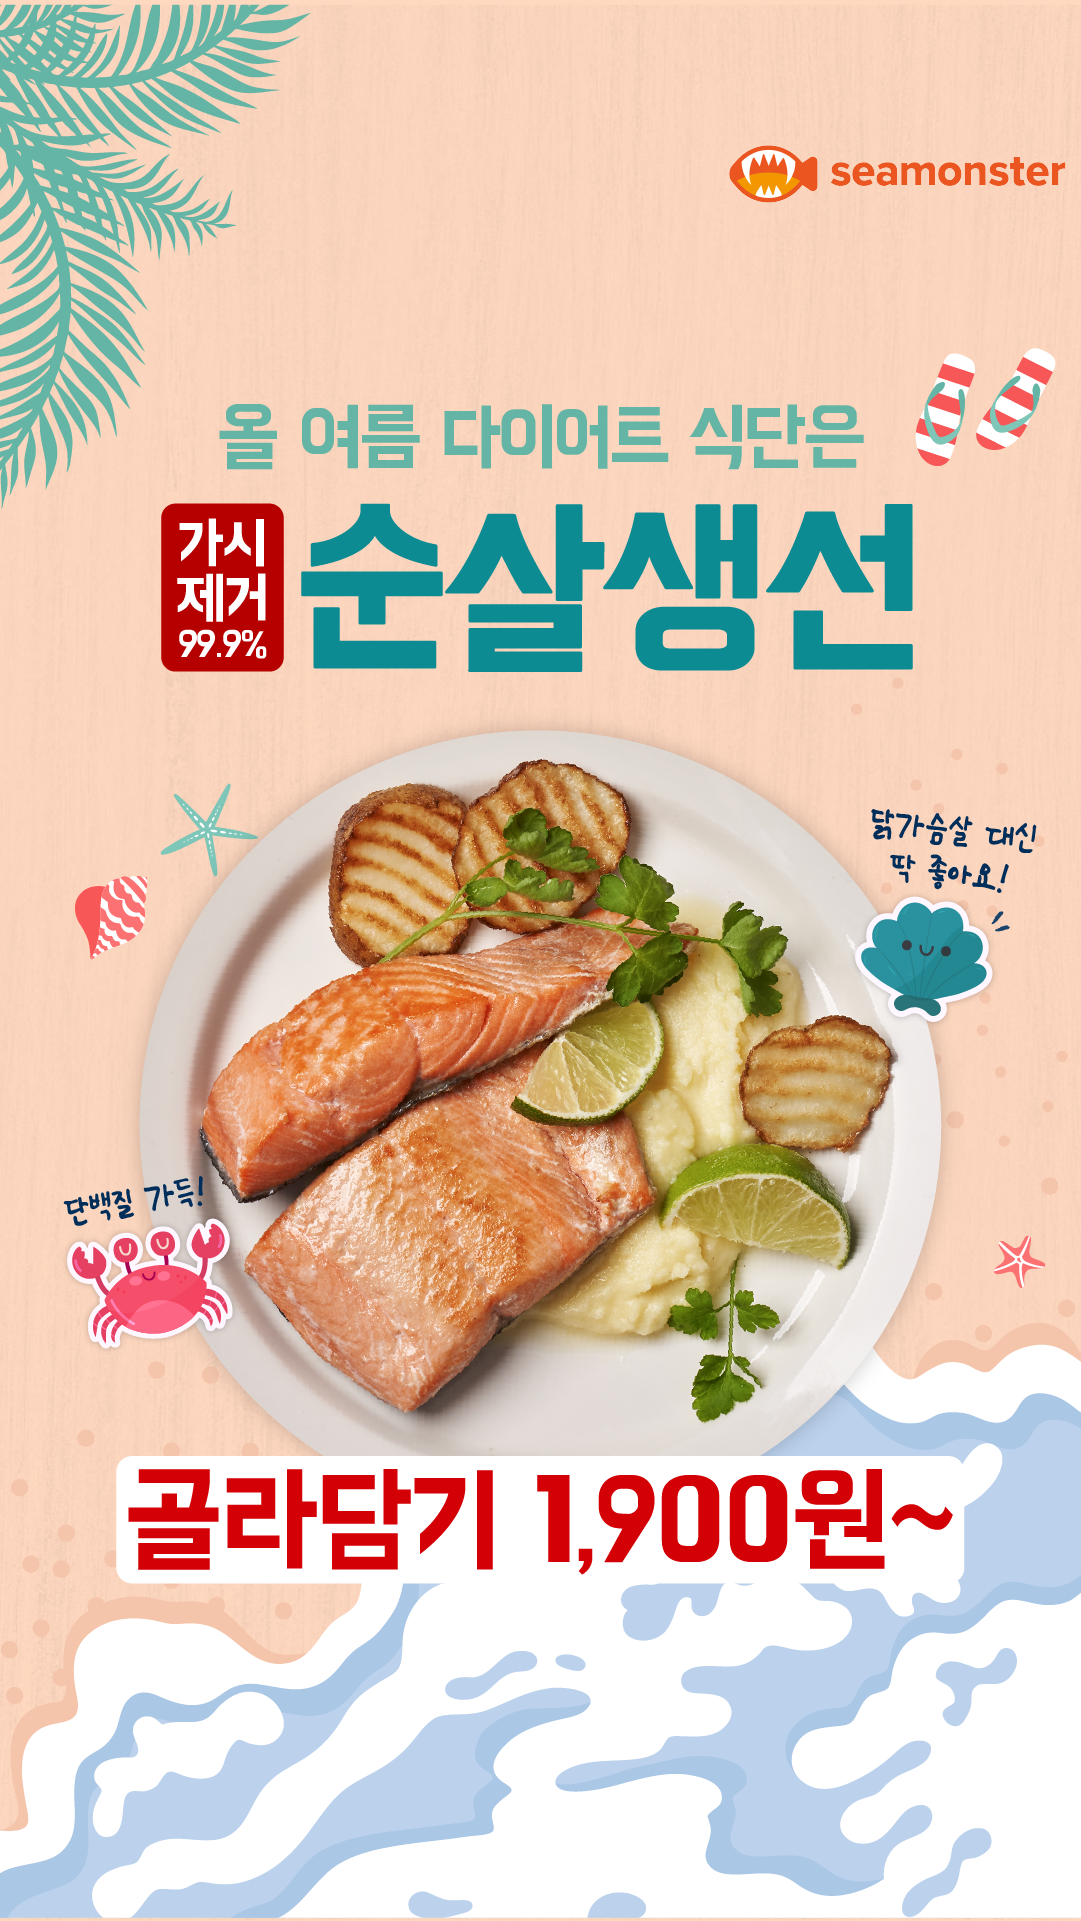 seamonster
올 여름 다이어트 식단은
가시
제거
99.9%
순살생선
닭가슴살 대신
딱 좋아요!
단백질 가득!
골라담기 1,900원~